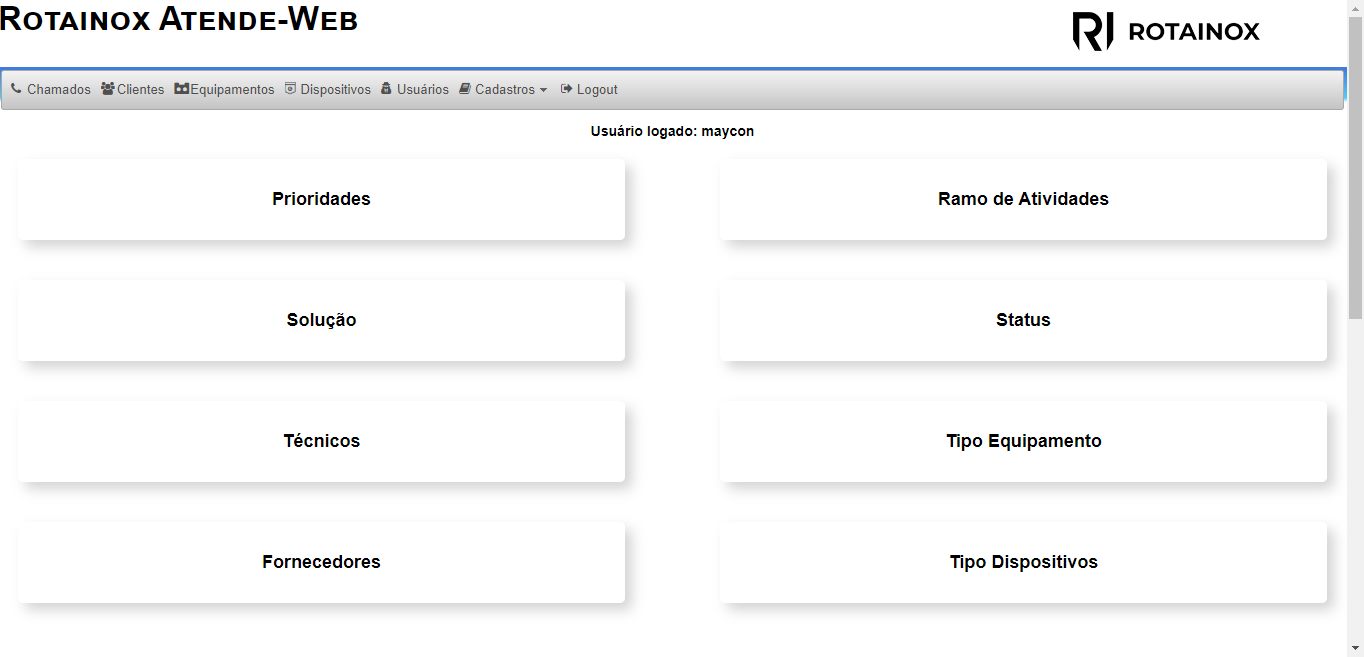 Rotainox Atende-Web
RI ROTAINOX
Chamados Clientes Equipamentos Dispositivos Usuários Cadastros Logout
Usuário logado: maycon
Prioridades Ramo de Atividades
Solução Status
Técnicos Tipo Equipamento
Fornecedores Tipo Dispositivos